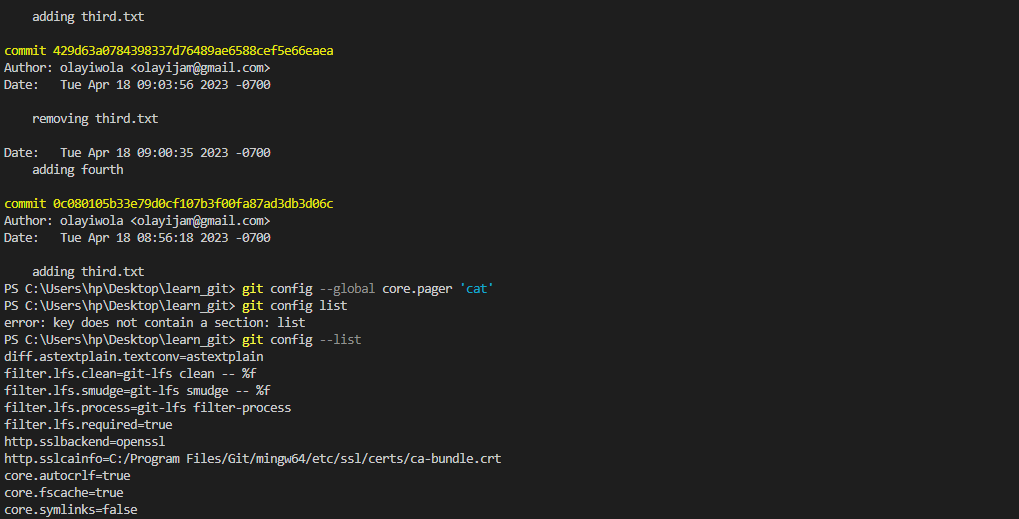 adding third.txt
commit 429d63a0784398337d76489ae6588cef5e66eaea
Author: olayiwola <olayijam@gmail.com>
Date:   Tue Apr 18 09:03:56 2023 -0700
removing third.txt
Date:   Tue Apr 18 09:00:35 2023 -0700
adding fourth
commit 0c080105b33e79d0cf107b3f00fa87ad3db3d06c
Author: olayiwola <olayijam@gmail.com>
Date:   Tue Apr 18 08:56:18 2023 -0700
adding third.txt
PS C:\Users\hp\Desktop\learn_git> git config --global core.pager 'cat'
PS C:\Users\hp\Desktop\learn_git> git config list
error: key does not contain a section: list
PS C:\Users\hp\Desktop\learn_git> git config --list
diff.astextplain.textconv=astextplain
filter.lfs.clean=git-lfs clean -- %f
filter.lfs.smudge=git-lfs smudge -- %f
filter.lfs.process=git-lfs filter-process
filter.lfs.required=true
http.sslbackend=openssl
http.sslcainfo=C:/Program Files/Git/mingw64/etc/ssl/certs/ca-bundle.crt
core.autocrlf=true
core.fscache=true
core.symlinks=false